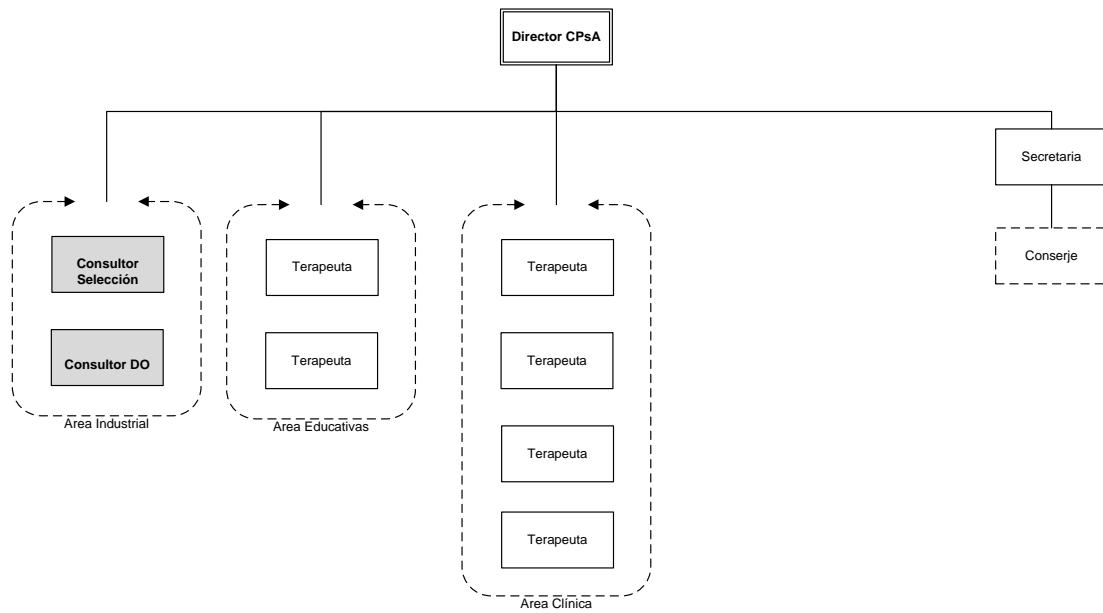 Director CPsA
Secretaria
Conserje
Consultor
Selección
Consultor DO
Area Industrial
Terapeuta
Terapeuta
Area Educativas
Terapeuta
Terapeuta
Terapeuta
Terapeuta
Area Clínica